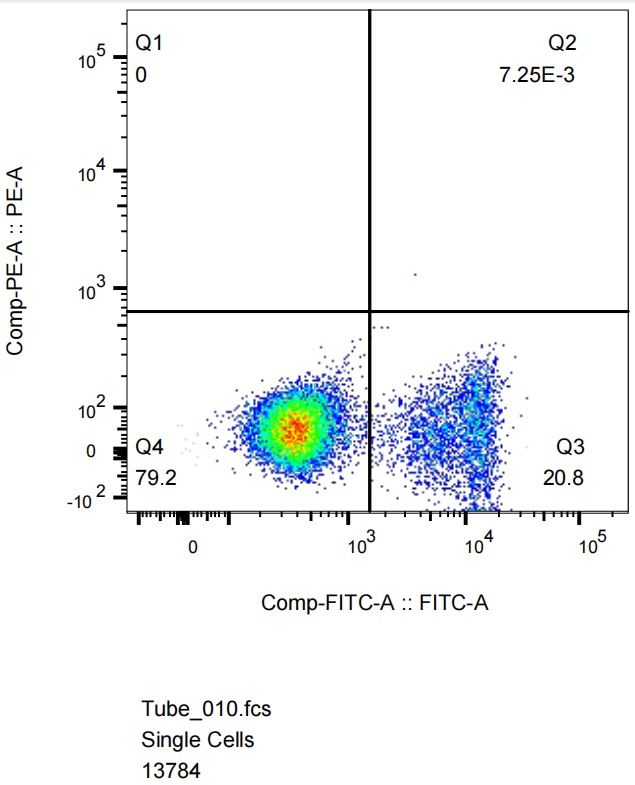 Q1
0
Q2
7.25E-3
Q4
79.2
Q3
20.8
10^5
10^4
10^3
10^2
0
-10^2
Comp-PE-A :: PE-A
0
10^3
10^4
10^5
Comp-FITC-A :: FITC-A
Tube_010.fcs
Single Cells
13784